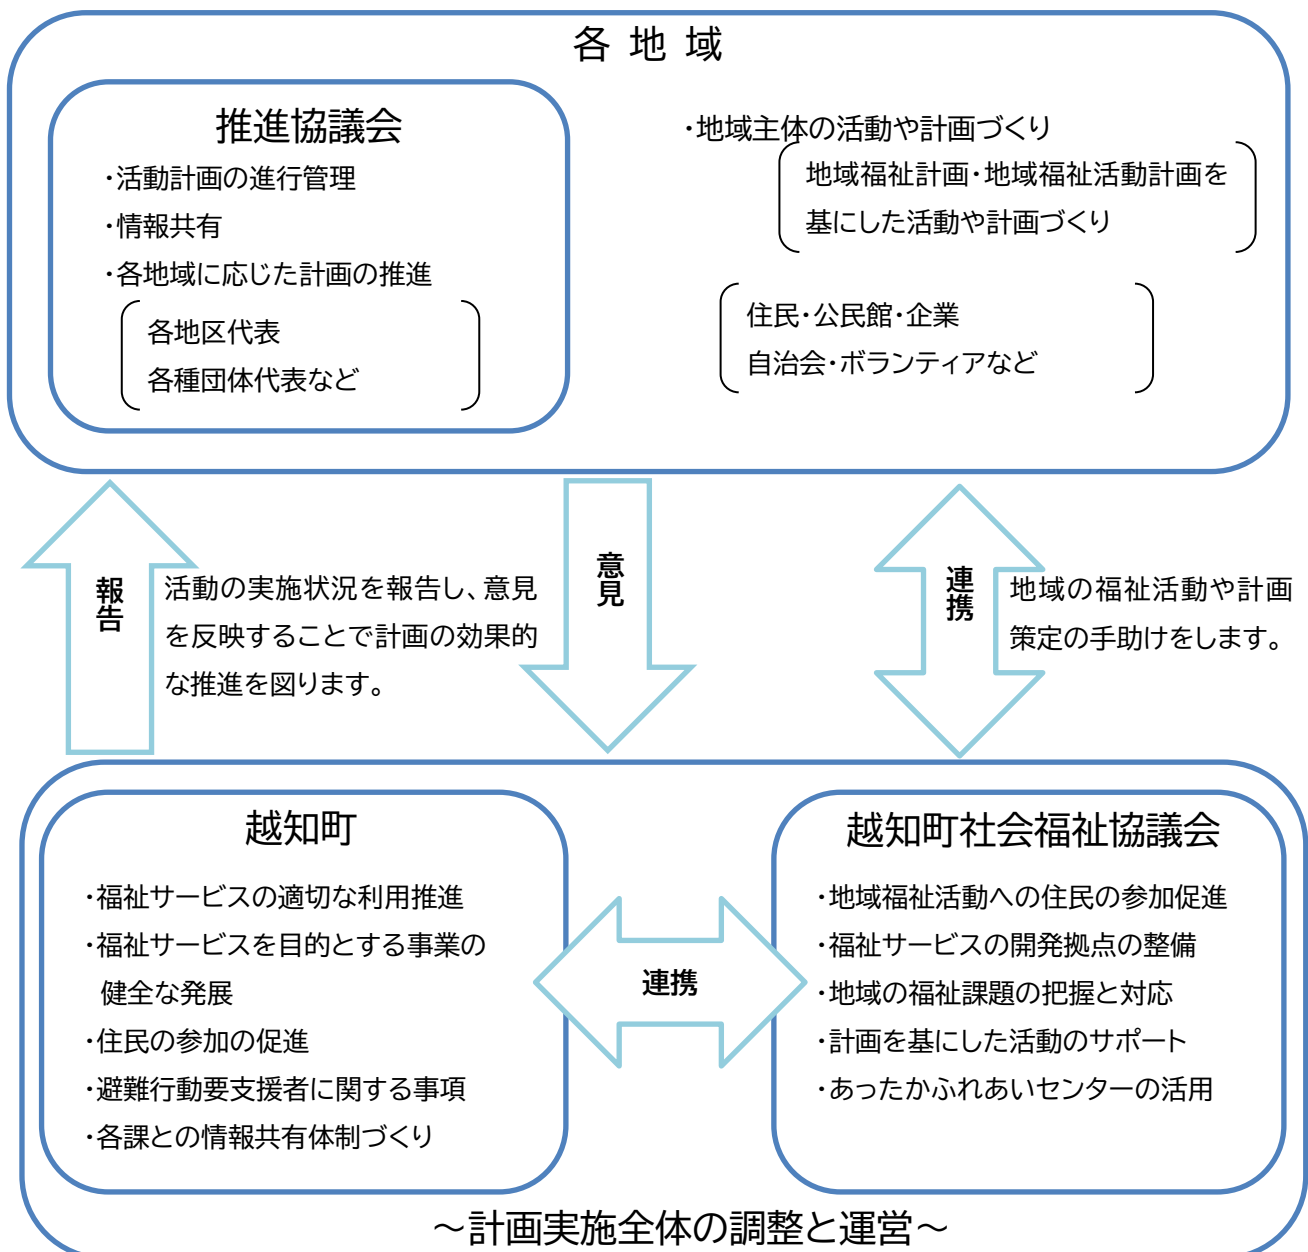 各 地 域
推進協議会
・活動計画の進行管理
・情報共有
・各地域に応じた計画の推進
各地区代表
各種団体代表など
・地域主体の活動や計画づくり
地域福祉計画・地域福祉活動計画を
基にした活動や計画づくり
住民・公民館・企業
自治会・ボランティアなど
報告
活動の実施状況を報告し、意見
を反映することで計画の効果的
な推進を図ります。
意見
連携
地域の福祉活動や計画
策定の手助けをします。
越知町
・福祉サービスの適切な利用推進
・福祉サービスを目的とする事業の
健全な発展
・住民の参加の促進
・避難行動要支援者に関する事項
・各課との情報共有体制づくり
連携
越知町社会福祉協議会
・地域福祉活動への住民の参加促進
・福祉サービスの開発拠点の整備
・地域の福祉課題の把握と対応
・計画を基にした活動のサポート
・あったかふれあいセンターの活用
～計画実施全体の調整と運営～